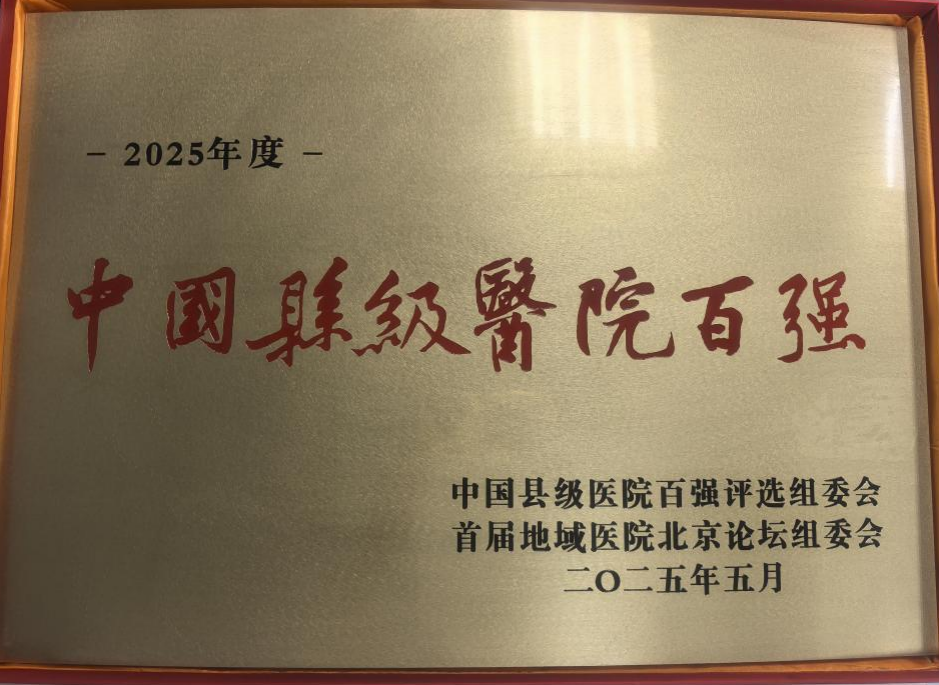 – 2025年度 –
中國縣級醫院百强
中国县级医院百强评选组委会
首届地域医院北京论坛组委会
二〇二五年五月